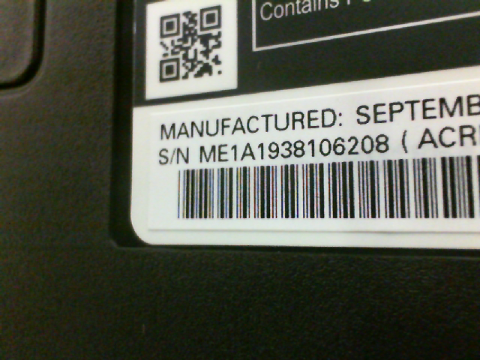 Contains
MANUFACTURED: SEPTEMB
S/N ME1A1938106208 ( ACR